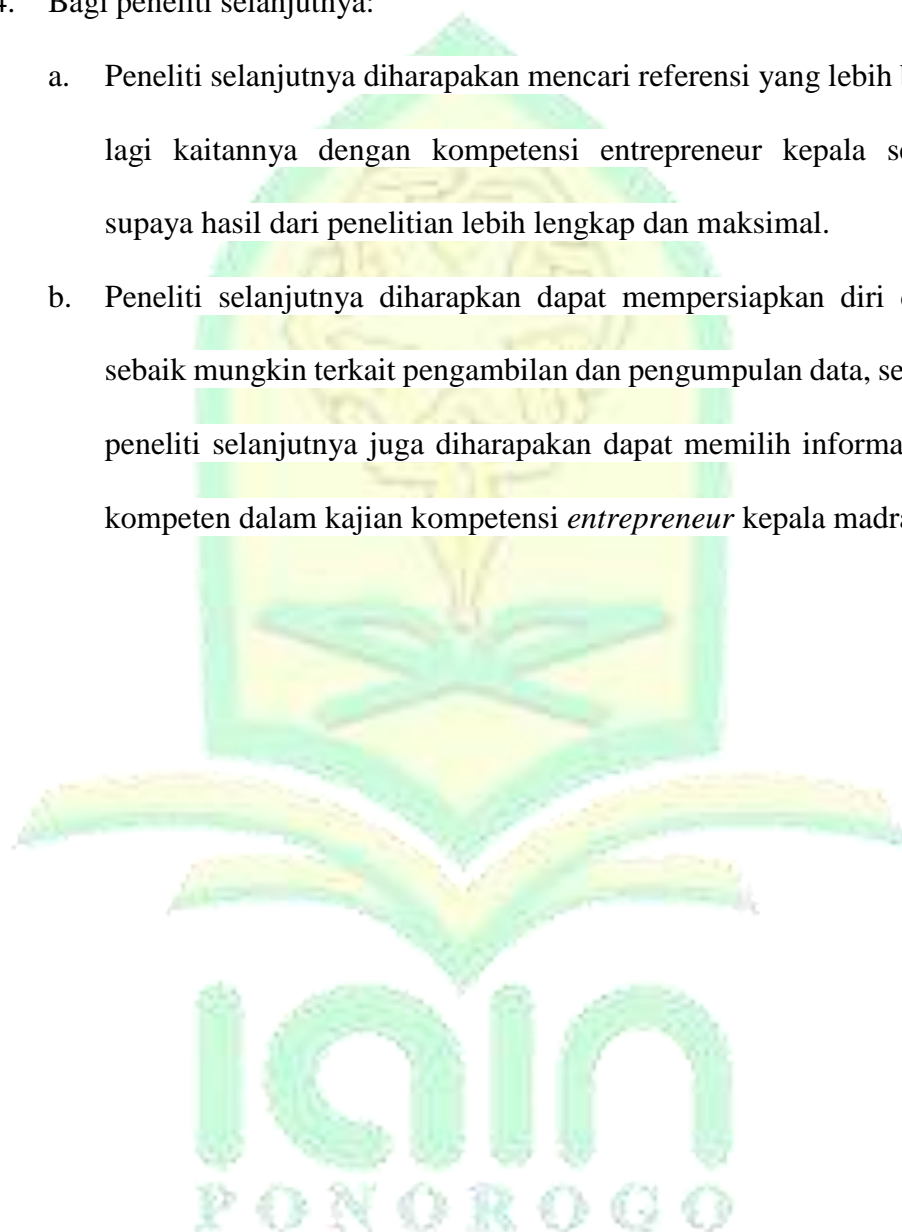 4. Bagi peneliti selanjutnya:
a. Peneliti selanjutnya diharapakan mencari referensi yang lebih
lagi kaitannya dengan kompetensi entrepreneur kepala
supaya hasil dari penelitian lebih lengkap dan maksimal.
b. Peneliti selanjutnya diharapkan dapat mempersiapkan diri
sebaik mungkin terkait pengambilan dan pengumpulan data,
peneliti selanjutnya juga diharapakan dapat memilih
kompeten dalam kajian kompetensi entrepreneur kepala
iain
PONOROGO